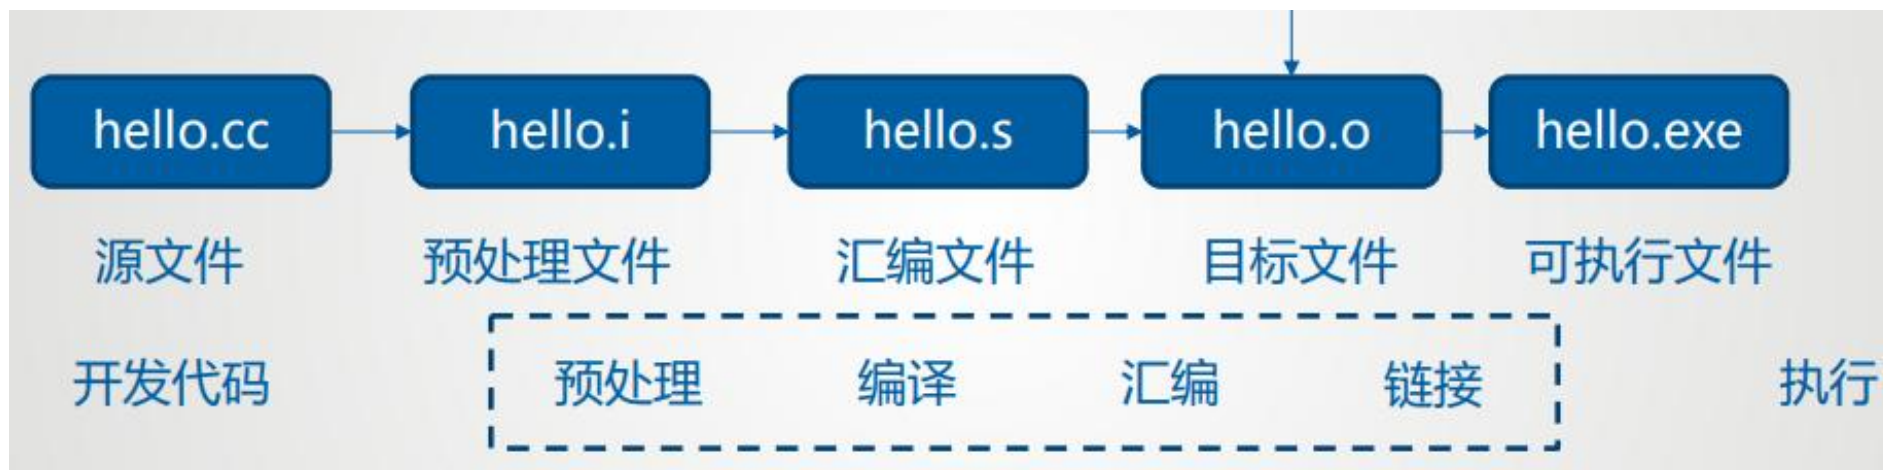 hello.cc hello.i hello.s hello.o hello.exe
源文件 预处理文件 汇编文件 目标文件 可执行文件
开发代码 预处理 编译 汇编 链接 执行